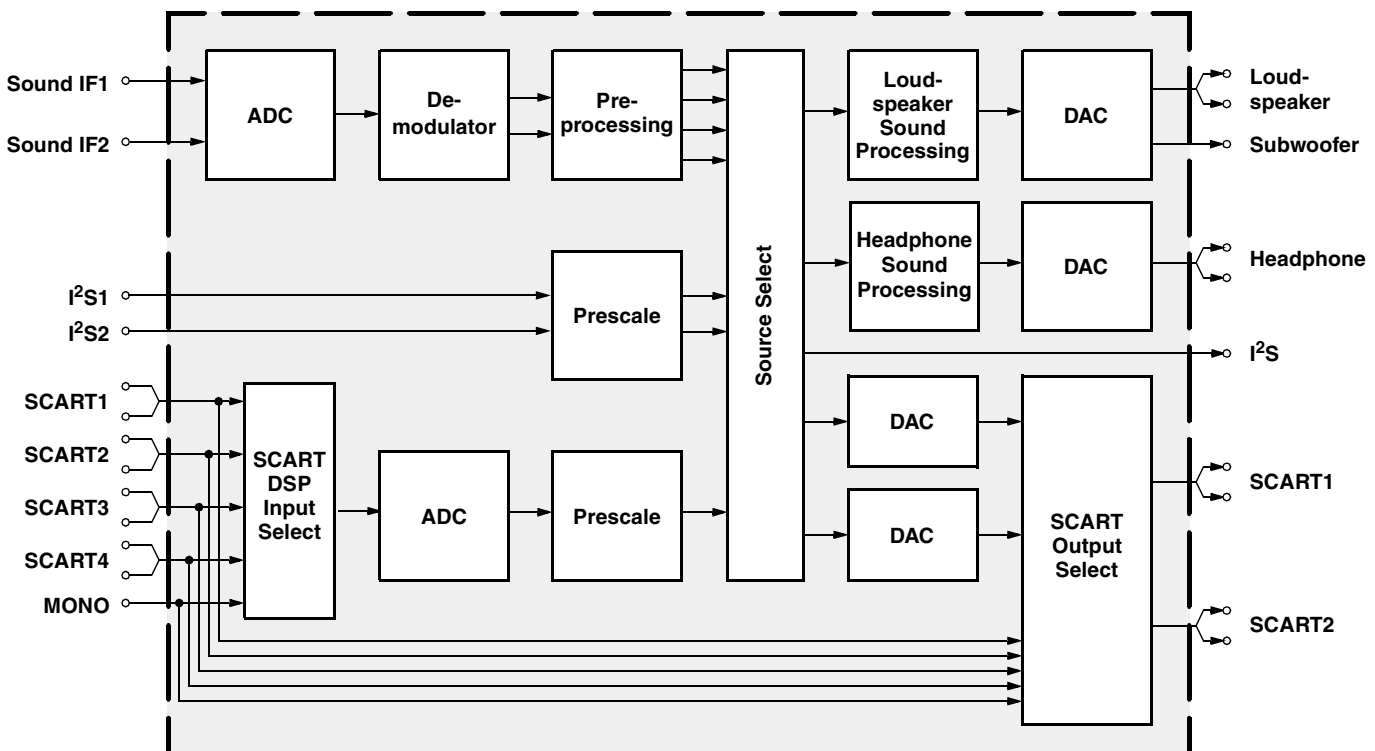 Sound IF1
Sound IF2
ADC
De-
modulator
Pre-
processing
Loud-
speaker
Sound
Processing
DAC
Loud-
speaker
Subwoofer
Source Select
Headphone
Sound
Processing
DAC
Headphone
I²S1
I²S2
Prescale
I²S
SCART1
SCART2
SCART3
SCART4
MONO
SCART
DSP
Input
Select
ADC
Prescale
DAC
DAC
SCART
Output
Select
SCART1
SCART2